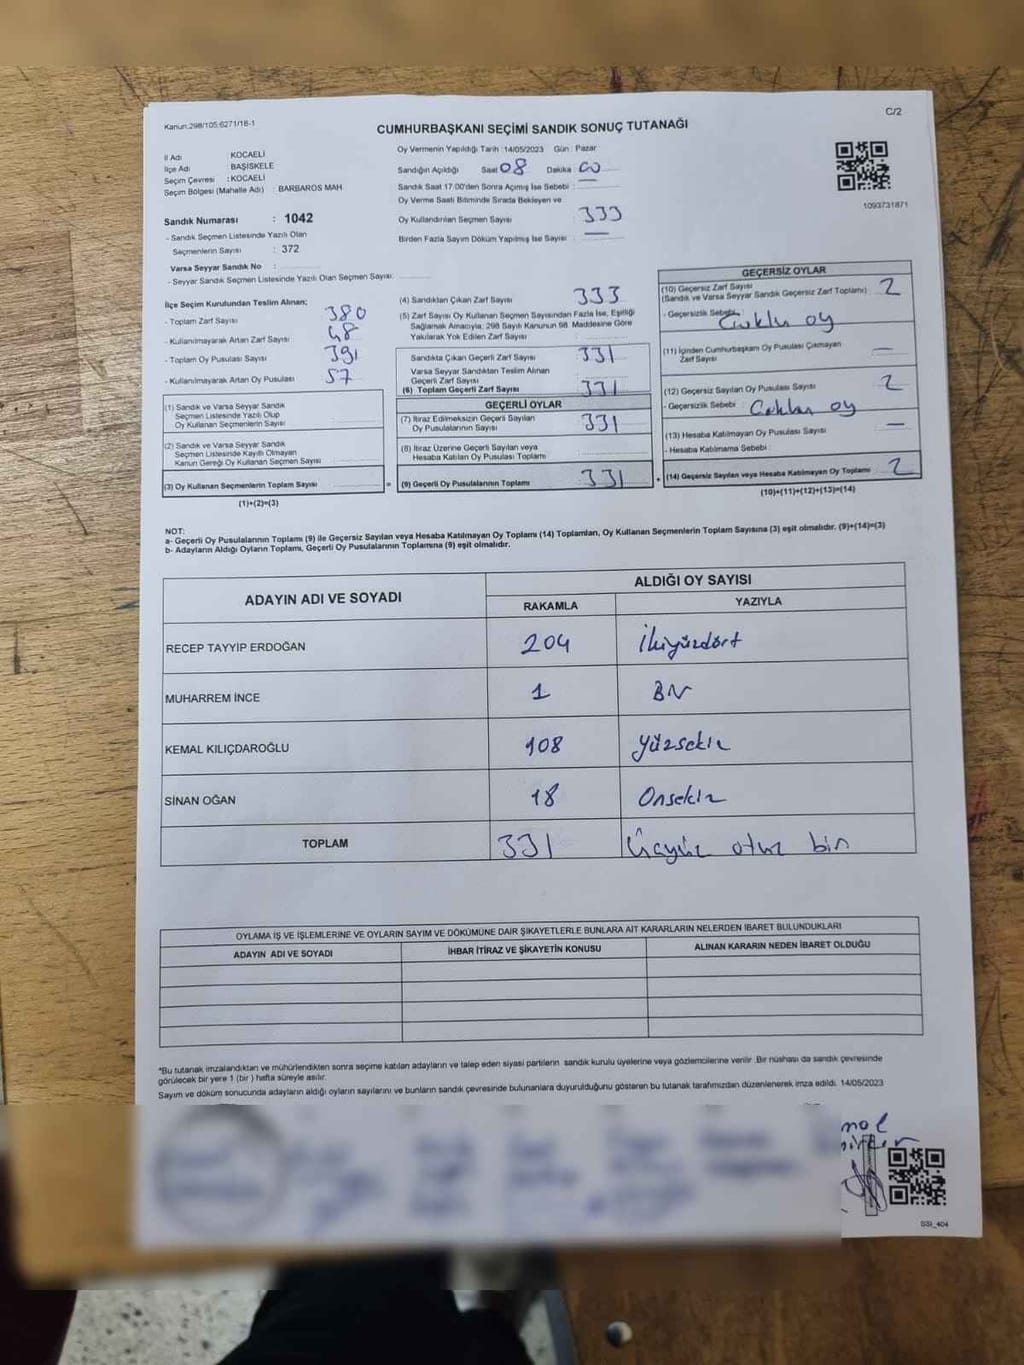 Kanun:298/105,6271/18-1
C/2
CUMHURBAŞKANI SEÇİMİ SANDIK SONUÇ TUTANAĞI
İl Adı : KOCAELİ
İlçe Adı : BAŞİSKELE
Seçim Çevresi : KOCAELİ
Seçim Bölgesi (Mahalle Adı) : BARBAROS MAH
Sandık Numarası : 1042
- Sandık Seçmen Listesinde Yazılı Olan
Seçmenlerin Sayısı : 372
Varsa Seyyar Sandık No :
- Seyyar Sandık Seçmen Listesinde Yazılı Olan Seçmen Sayısı:
Oy Vermenin Yapıldığı Tarih : 14/05/2023 Gün : Pazar
Sandığın Açıldığı Saat 08 Dakika 00
Sandık Saat 17.00'den Sonra Açımış İse Sebebi : —
Oy Verme Saati Bitiminde Sırada Bekleyen ve
Oy Kullandırılan Seçmen Sayısı : 333
Birden Fazla Sayım Döküm Yapılmış İse Sayısı : —
1093731871
İlçe Seçim Kurulundan Teslim Alınan;
- Toplam Zarf Sayısı : 380
- Kullanılmayarak Artan Zarf Sayısı : 48
- Toplam Oy Pusulası Sayısı : 391
- Kullanılmayarak Artan Oy Pusulası : 57
(1) Sandık ve Varsa Seyyar Sandık
Seçmen Listesinde Yazılı Olup
Oy Kullanan Seçmenlerin Sayısı :
(2) Sandık ve Varsa Seyyar Sandık
Seçmen Listesinde Kayıtlı Olmayan
Kanun Gereği Oy Kullanan Seçmen Sayısı :
(3) Oy Kullanan Seçmenlerin Toplam Sayısı :
(1)+(2)=(3)
(4) Sandıktan Çıkan Zarf Sayısı : 333
(5) Zarf Sayısı Oy Kullanan Seçmen Sayısından Fazla İse, Eşitliği
Sağlamak Amacıyla, 298 Sayılı Kanunun 98. Maddesine Göre
Yakılarak Yok Edilen Zarf Sayısı :
Sandıkta Çıkan Geçerli Zarf Sayısı : 331
Varsa Seyyar Sandıktan Teslim Alınan
Geçerli Zarf Sayısı :
(6) Toplam Geçerli Zarf Sayısı : 331
GEÇERLİ OYLAR
(7) İtiraz Edilmeksizin Geçerli Sayılan
Oy Pusulalarının Sayısı : 331
(8) İtiraz Üzerine Geçerli Sayılan veya
Hesaba Katılan Oy Pusulası Toplamı :
(9) Geçerli Oy Pusulalarının Toplamı : 331
GEÇERSİZ OYLAR
(10) Geçersiz Zarf Sayısı
(Sandık ve Varsa Seyyar Sandık Geçersiz Zarf Toplamı) : 2
- Geçersizlik Sebebi : oy
(11) İçinden Cumhurbaşkanı Oy Pusulası Çıkmayan
Zarf Sayısı : —
(12) Geçersiz Sayılan Oy Pusulası Sayısı : 2
- Geçersizlik Sebebi : oy
(13) Hesaba Katılmayan Oy Pusulası Sayısı : —
- Hesaba Katılmama Sebebi :
(14) Geçersiz Sayılan veya Hesaba Katılmayan Oy Toplamı : 2
(10)+(11)+(12)+(13)=(14)
NOT:
a- Geçerli Oy Pusulalarının Toplamı (9) ile Geçersiz Sayılan veya Hesaba Katılmayan Oy Toplamı (14) Toplamları, Oy Kullanan Seçmenlerin Toplam Sayısına (3) eşit olmalıdır. (9)+(14)=(3)
b- Adayların Aldığı Oyların Toplamı, Geçerli Oy Pusulalarının Toplamına (9) eşit olmalıdır.
ADAYIN ADI VE SOYADI
ALDIĞI OY SAYISI
RAKAMLA YAZIYLA
RECEP TAYYİP ERDOĞAN 204 İkiyüzdört
MUHARREM İNCE 1 Bir
KEMAL KILIÇDAROĞLU 108 Yüzsekiz
SİNAN OĞAN 18 Onsekiz
TOPLAM 331 Üçyüz otuz bir
OYLAMA İŞ VE İŞLEMLERİNE VE OYLARIN SAYIM VE DÖKÜMÜNE DAİR ŞİKAYETLERLE BUNLARA AİT KARARLARIN NELERDEN İBARET BULUNDUKLARI
ADAYIN ADI VE SOYADI İHBAR İTİRAZ VE ŞİKAYETİN KONUSU ALINAN KARARIN NEDEN İBARET OLDUĞU
*Bu tutanak imzalandıktan ve mühürlendikten sonra seçime katılan adayların ve talep eden siyasi partilerin sandık kurulu üyelerine veya gözlemcilerine verilir. Bir nüshası da sandık çevresinde
görülecek bir yere 1 (bir ) hafta süreyle asılır.
Sayım ve döküm sonucunda adayların aldığı oyların sayılarını ve bunların sandık çevresinde bulunanlara duyurulduğunu gösteren bu tutanak tarafımızdan düzenlenerek imza edildi. 14/05/2023
SSI_404